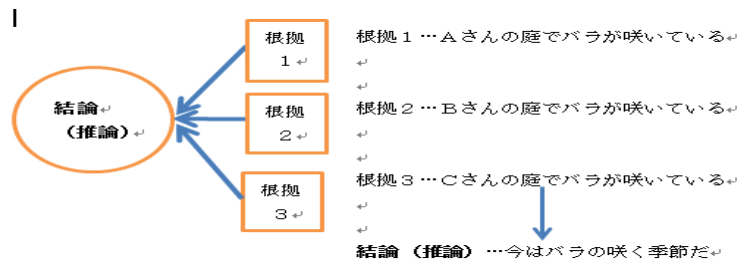 根拠
1
根拠1…Aさんの庭でバラが咲いている
結論
(推論)
根拠
2
根拠2…Bさんの庭でバラが咲いている
根拠
3
根拠3…Cさんの庭でバラが咲いている
結論（推論）…今はバラの咲く季節だ